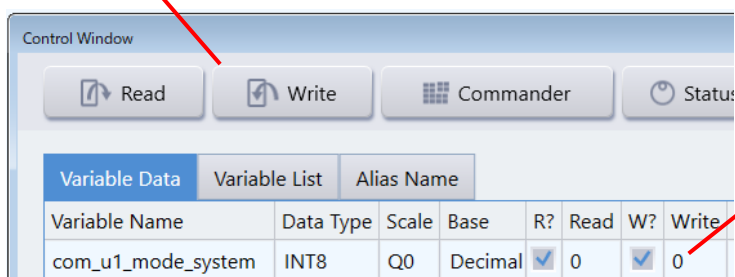 Control Window
Read Write Commander Status
Variable Data Variable List Alias Name
Variable Name Data Type Scale Base R? Read W? Write
com_u1_mode_system INT8 Q0 Decimal 0 0